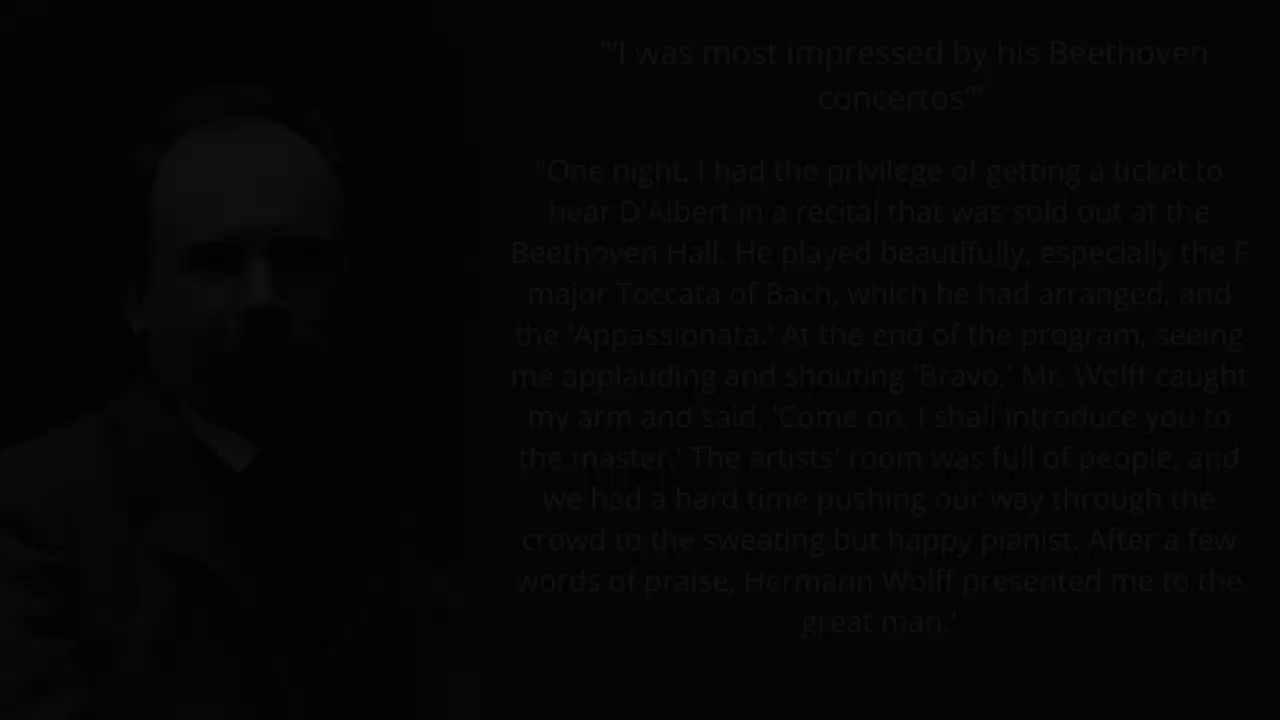 "'I was most impressed by his Beethoven
concertos'"
"One night, I had the privilege of getting a ticket to
hear D'Albert in a recital that was sold out at the
Beethoven Hall. He played beautifully, especially the F
major Toccata of Bach, which he had arranged, and
the 'Appassionata.' At the end of the program, seeing
me applauding and shouting 'Bravo,' Mr. Wolff caught
my arm and said, 'Come on, I shall introduce you to
the master.' The artists' room was full of people, and
we had a hard time pushing our way through the
crowd to the sweating but happy pianist. After a few
words of praise, Hermann Wolff presented me to the
great man.'